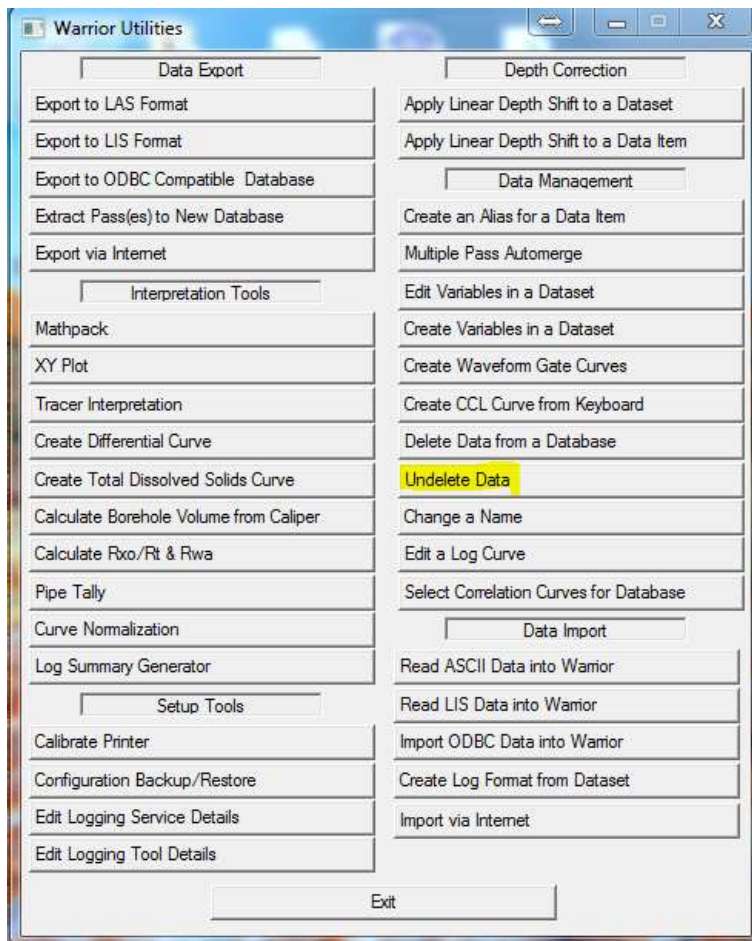 Warrior Utilities
Data Export
Export to LAS Format
Export to LIS Format
Export to ODBC Compatible Database
Extract Pass(es) to New Database
Export via Internet
Interpretation Tools
Mathpack
XY Plot
Tracer Interpretation
Create Differential Curve
Create Total Dissolved Solids Curve
Calculate Borehole Volume from Caliper
Calculate Rxo/Rt & Rwa
Pipe Tally
Curve Normalization
Log Summary Generator
Setup Tools
Calibrate Printer
Configuration Backup/Restore
Edit Logging Service Details
Edit Logging Tool Details
Depth Correction
Apply Linear Depth Shift to a Dataset
Apply Linear Depth Shift to a Data Item
Data Management
Create an Alias for a Data Item
Multiple Pass Automerge
Edit Variables in a Dataset
Create Variables in a Dataset
Create Waveform Gate Curves
Create CCL Curve from Keyboard
Delete Data from a Database
Undelete Data
Change a Name
Edit a Log Curve
Select Correlation Curves for Database
Data Import
Read ASCII Data into Warrior
Read LIS Data into Warrior
Import ODBC Data into Warrior
Create Log Format from Dataset
Import via Internet
Exit